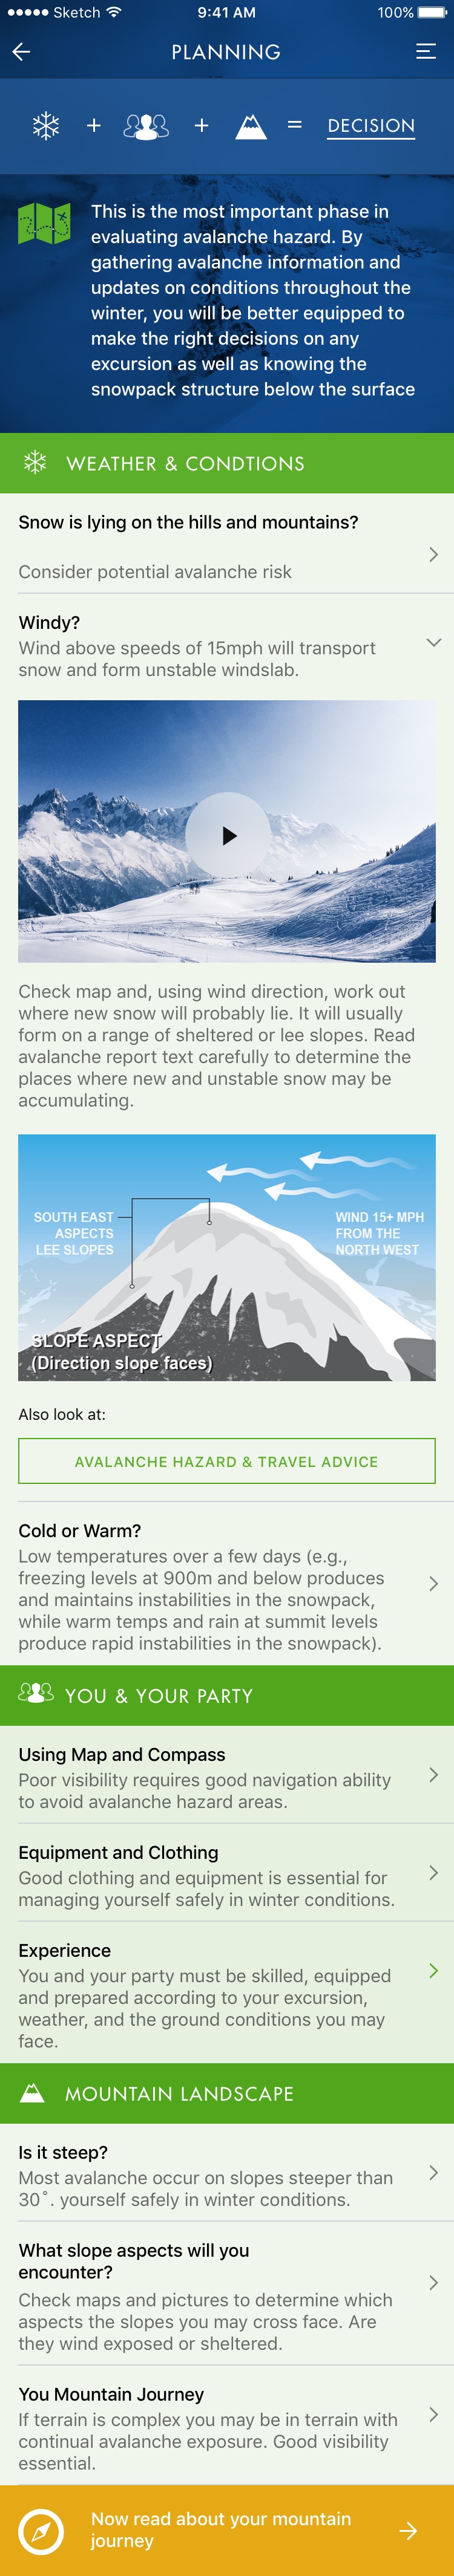 Sketch 9:41 AM 100%
PLANNING
+ + = DECISION
This is the most important phase in
evaluating avalanche hazard. By
gathering avalanche information and
updates on conditions throughout the
winter, you will be better equipped to
make the right decisions on any
excursion as well as knowing the
snowpack structure below the surface
WEATHER & CONDTIONS
Snow is lying on the hills and mountains?
Consider potential avalanche risk
Windy?
Wind above speeds of 15mph will transport
snow and form unstable windslab.
Check map and, using wind direction, work out
where new snow will probably lie. It will usually
form on a range of sheltered or lee slopes. Read
avalanche report text carefully to determine the
places where new and unstable snow may be
accumulating.
SOUTH EAST
ASPECTS
LEE SLOPES
WIND 15+ MPH
FROM THE
NORTH WEST
SLOPE ASPECT
(Direction slope faces)
Also look at:
AVALANCHE HAZARD & TRAVEL ADVICE
Cold or Warm?
Low temperatures over a few days (e.g.,
freezing levels at 900m and below produces
and maintains instabilities in the snowpack,
while warm temps and rain at summit levels
produce rapid instabilities in the snowpack).
YOU & YOUR PARTY
Using Map and Compass
Poor visibility requires good navigation ability
to avoid avalanche hazard areas.
Equipment and Clothing
Good clothing and equipment is essential for
managing yourself safely in winter conditions.
Experience
You and your party must be skilled, equipped
and prepared according to your excursion,
weather, and the ground conditions you may
face.
MOUNTAIN LANDSCAPE
Is it steep?
Most avalanche occur on slopes steeper than
30˚. yourself safely in winter conditions.
What slope aspects will you
encounter?
Check maps and pictures to determine which
aspects the slopes you may cross face. Are
they wind exposed or sheltered.
You Mountain Journey
If terrain is complex you may be in terrain with
continual avalanche exposure. Good visibility
essential.
Now read about your mountain
journey